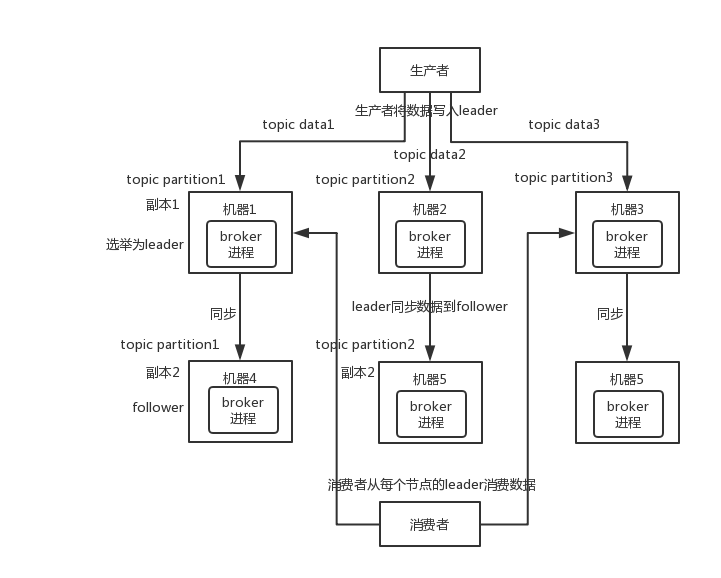 生产者
生产者将数据写入leader
topic data1
topic data2
topic data3
topic partition1
topic partition2
topic partition3
副本1
选举为leader
机器1
broker
进程
机器2
broker
进程
机器3
broker
进程
同步
leader同步数据到follower
同步
topic partition1
topic partition2
副本2
follower
机器4
broker
进程
副本2
机器5
broker
进程
机器5
broker
进程
消费者从每个节点的leader消费数据
消费者